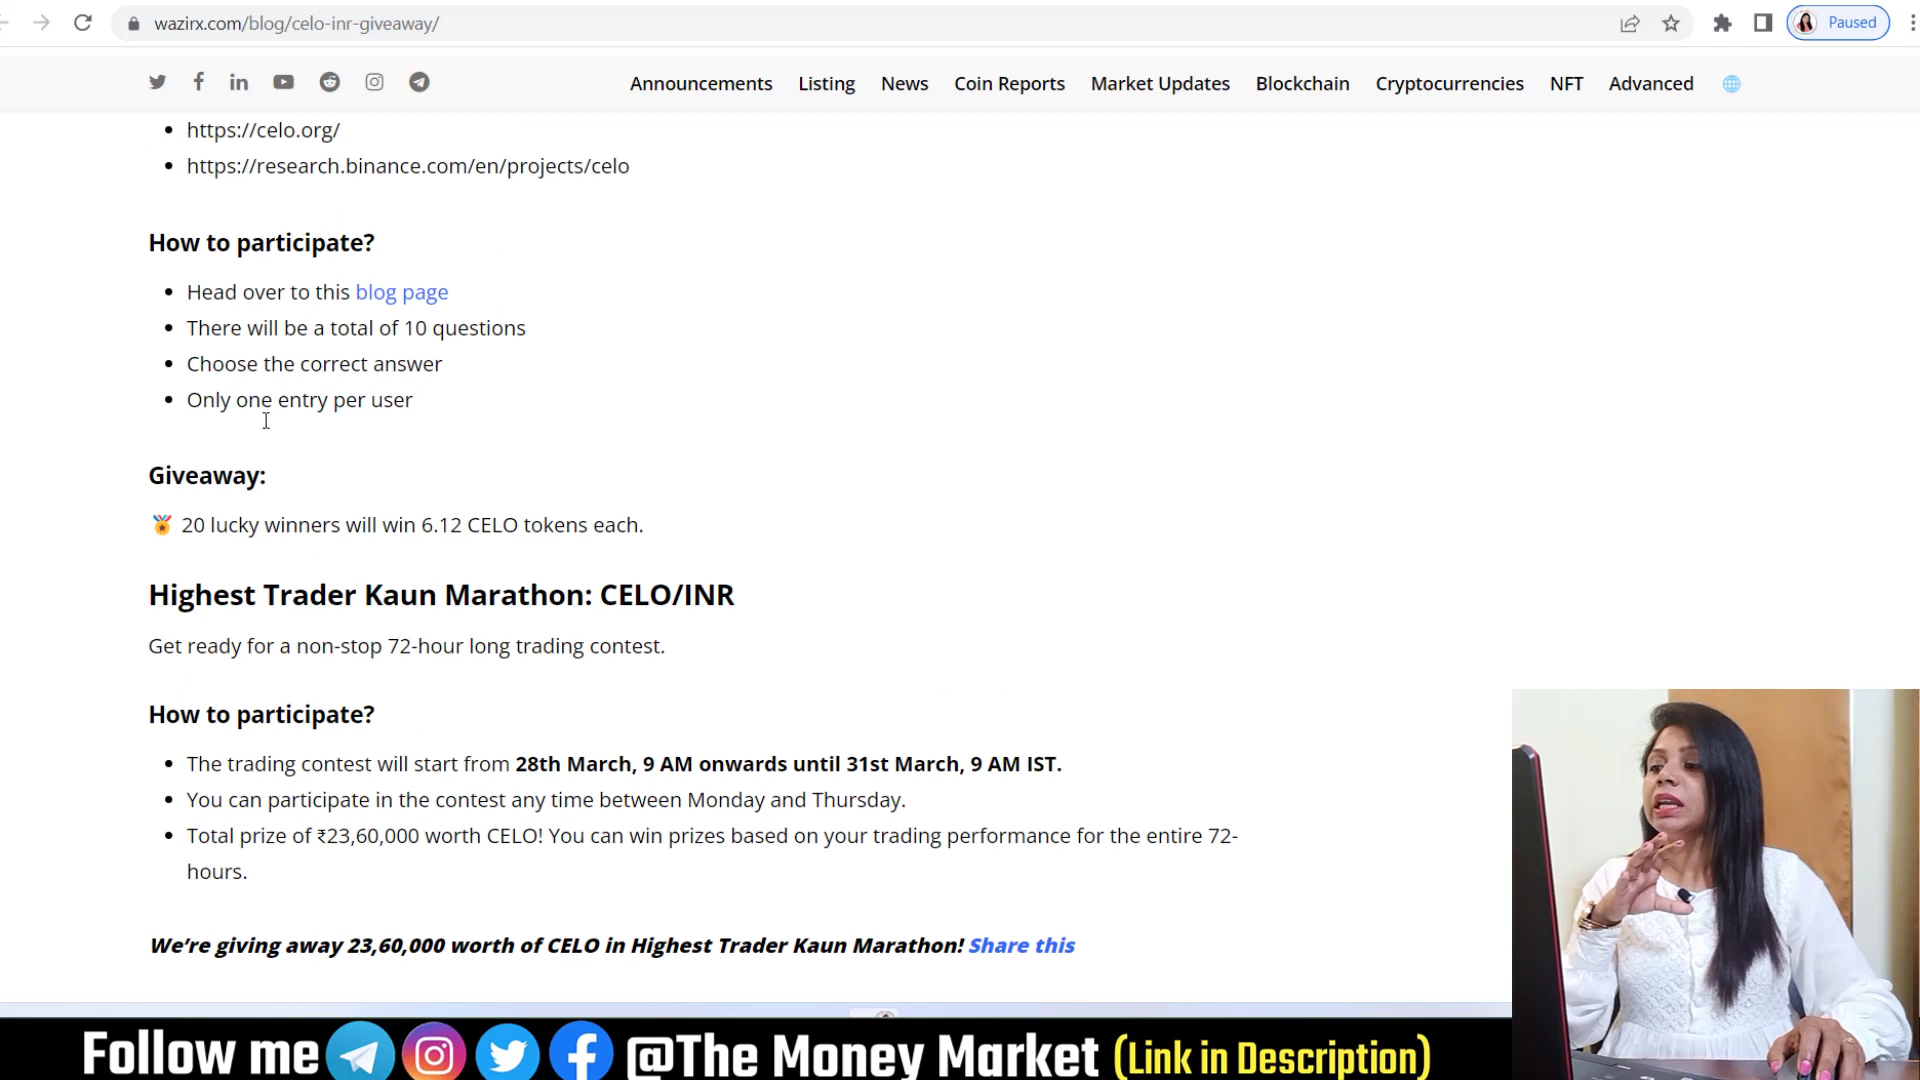 wazirx.com/blog/celo-inr-giveaway/
Paused
Announcements Listing News Coin Reports Market Updates Blockchain Cryptocurrencies NFT Advanced
• https://celo.org/
• https://research.binance.com/en/projects/celo
How to participate?
• Head over to this blog page
• There will be a total of 10 questions
• Choose the correct answer
• Only one entry per user
Giveaway:
20 lucky winners will win 6.12 CELO tokens each.
Highest Trader Kaun Marathon: CELO/INR
Get ready for a non-stop 72-hour long trading contest.
How to participate?
• The trading contest will start from 28th March, 9 AM onwards until 31st March, 9 AM IST.
• You can participate in the contest any time between Monday and Thursday.
• Total prize of ₹23,60,000 worth CELO! You can win prizes based on your trading performance for the entire 72-
hours.
We’re giving away 23,60,000 worth of CELO in Highest Trader Kaun Marathon! Share this
Follow me @The Money Market (Link in Description)